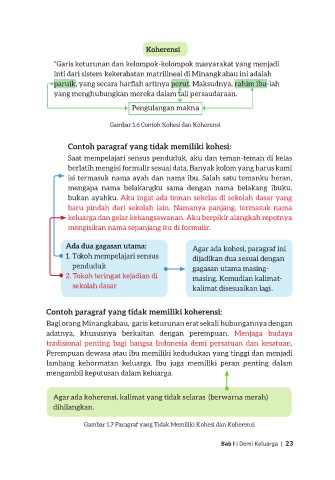 Koherensi
"Garis keturunan dan kelompok-kelompok masyarakat yang menjadi
inti dari sistem kekerabatan matrilineal di Minangkabau ini adalah
paruik, yang secara harfiah artinya perut. Maksudnya, rahim ibu-lah
yang menghubungkan mereka dalam tali persaudaraan.
Pengulangan makna
Gambar 1.6 Contoh Kohesi dan Koherensi
Contoh paragraf yang tidak memiliki kohesi:
Saat mempelajari sensus penduduk, aku dan teman-teman di kelas
berlatih mengisi formulir sesuai data. Banyak kolom yang harus kami
isi termasuk nama ayah dan nama ibu. Salah satu temanku heran,
mengapa nama belakangku sama dengan nama belakang ibuku,
bukan ayahku. Aku ingat ada teman sekelas di sekolah dasar yang
baru pindah dari sekolah lain. Namanya panjang, termasuk nama
keluarga dan gelar kebangsawanan. Aku berpikir alangkah repotnya
mengisikan nama sepanjang itu di formulir.
Ada dua gagasan utama:
1. Tokoh mempelajari sensus
penduduk
2. Tokoh teringat kejadian di
sekolah dasar
Agar ada kohesi, paragraf ini
dijadikan dua sesuai dengan
gagasan utama masing-
masing. Kemudian kalimat-
kalimat disesuaikan lagi.
Contoh paragraf yang tidak memiliki koherensi:
Bagi orang Minangkabau, garis keturunan erat sekali hubungannya dengan
adatnya, khususnya berkaitan dengan perempuan. Menjaga budaya
tradisional penting bagi bangsa Indonesia demi persatuan dan kesatuan.
Perempuan dewasa atau ibu memiliki kedudukan yang tinggi dan menjadi
lambang kehormatan keluarga. Ibu juga memiliki peran penting dalam
mengambil keputusan dalam keluarga.
Agar ada koherensi, kalimat yang tidak selaras (berwarna merah)
dihilangkan.
Gambar 1.7 Paragraf yang Tidak Memiliki Kohesi dan Koherensi
Bab I | Demi Keluarga | 23